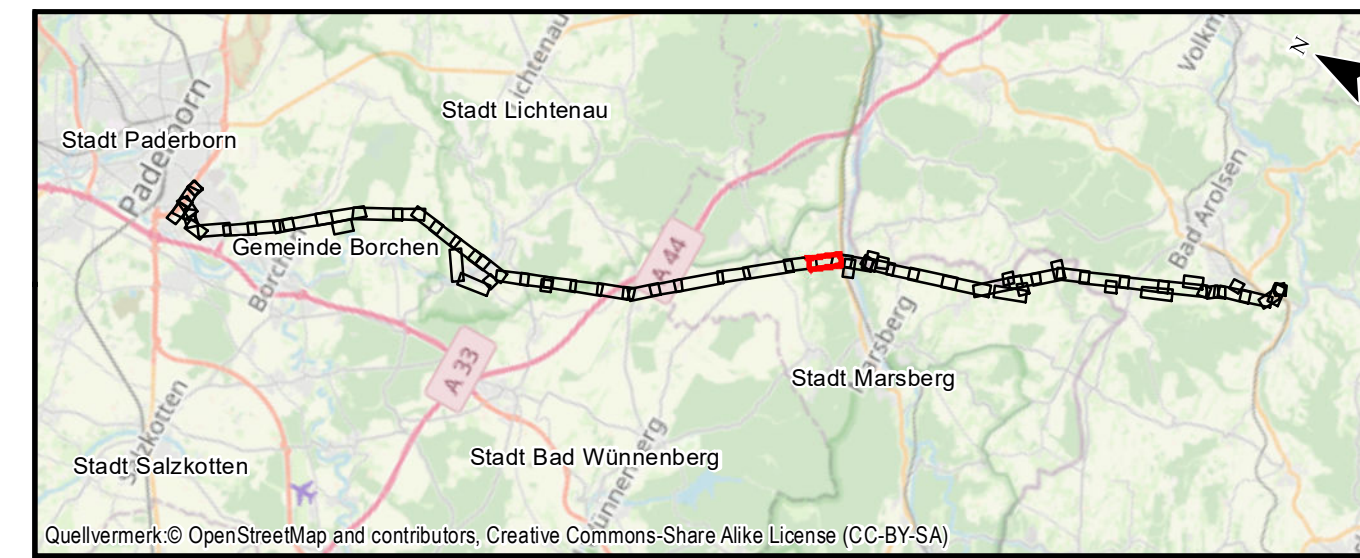 Lichtenau
Volkm
N
Stadt Lichtenau
Stadt Paderborn
Paderborn
Bad Arolsen
Gemeinde Borchen
Borchen
A 44
A 33
Marsberg
Stadt Marsberg
Salzkotten
Stadt Salzkotten
Stadt Bad Wünnenberg
Wünnenberg
Quellvermerk:© OpenStreetMap and contributors, Creative Commons-Share Alike License (CC-BY-SA)